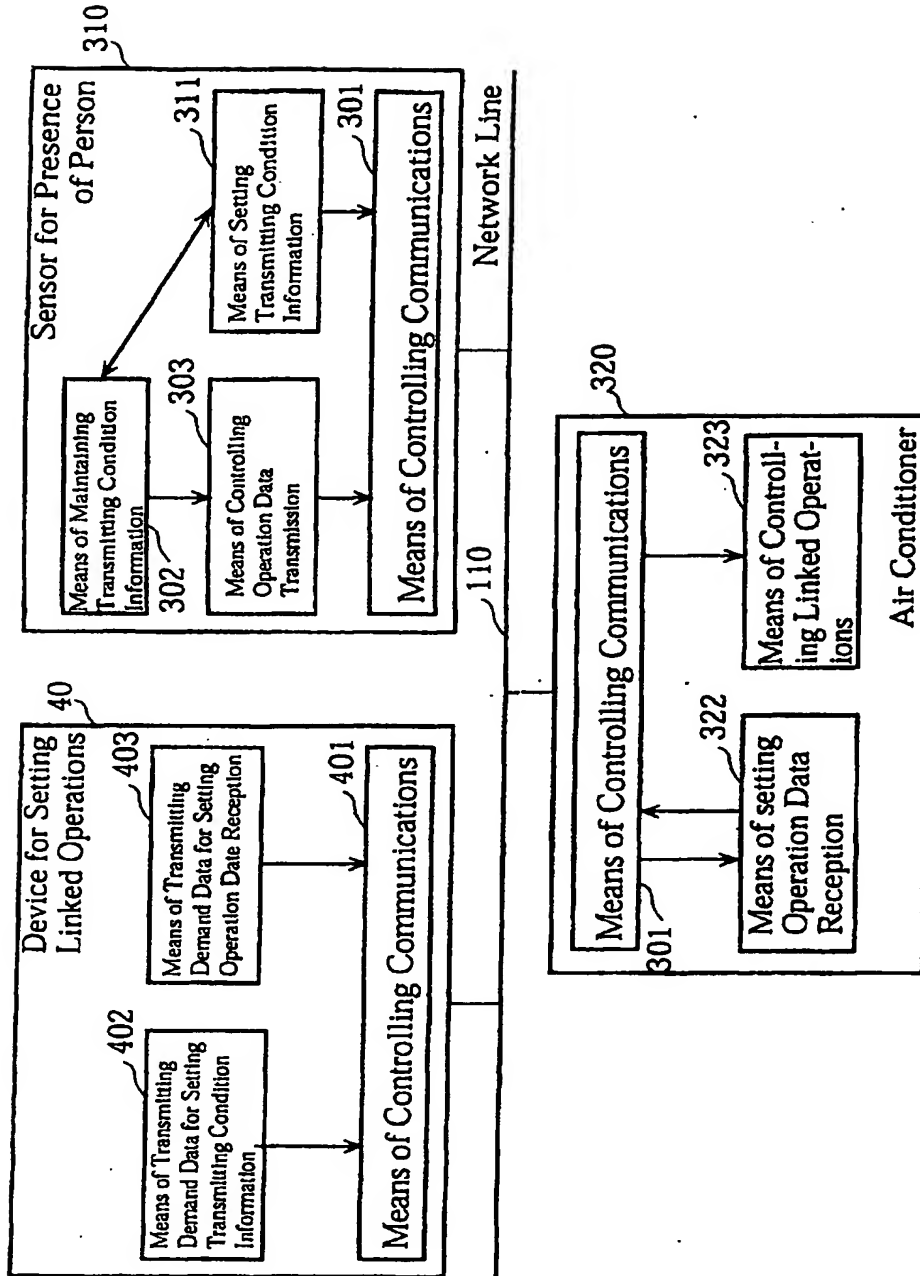 Device for Setting
Linked Operations
40
402
Means of Transmitting
Demand Data for Setting
Transmitting Condition
Information
403
Means of Transmitting
Demand Data for Setting
Operation Date Reception
401
Means of Controlling Communications
Sensor for Presence
of Person
310
Means of Maintaining
Transmitting Condition
Information
302
303
Means of Controlling
Operation Data
Transmission
311
Means of Setting
Transmitting Condition
Information
301
Means of Controlling Communications
110
Network Line
320
Means of Controlling Communications
301
322
Means of setting
Operation Data
Reception
323
Means of Controll-
ing Linked Operat-
ions
Air Conditioner